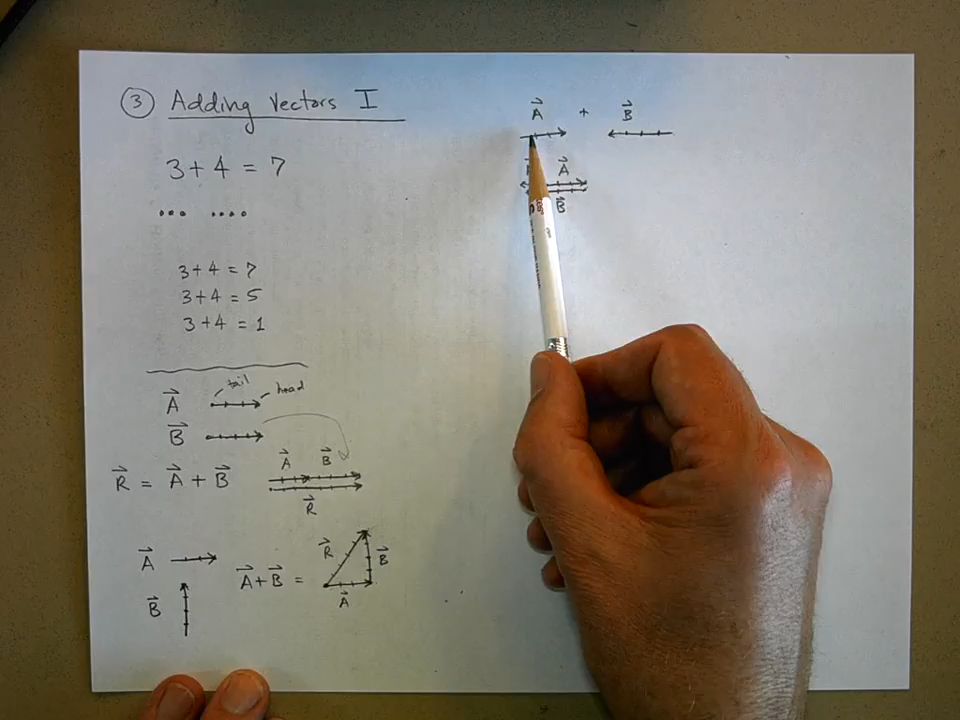 ③ Adding Vectors I
3 + 4 = 7
3 + 4 = 7
3 + 4 = 5
3 + 4 = 1
tail
head
A⃗
B⃗
A⃗ B⃗
R⃗ = A⃗ + B⃗
R⃗
A⃗
B⃗
A⃗ + B⃗ =
R⃗ B⃗
A⃗
A⃗ + B⃗
A⃗
B⃗